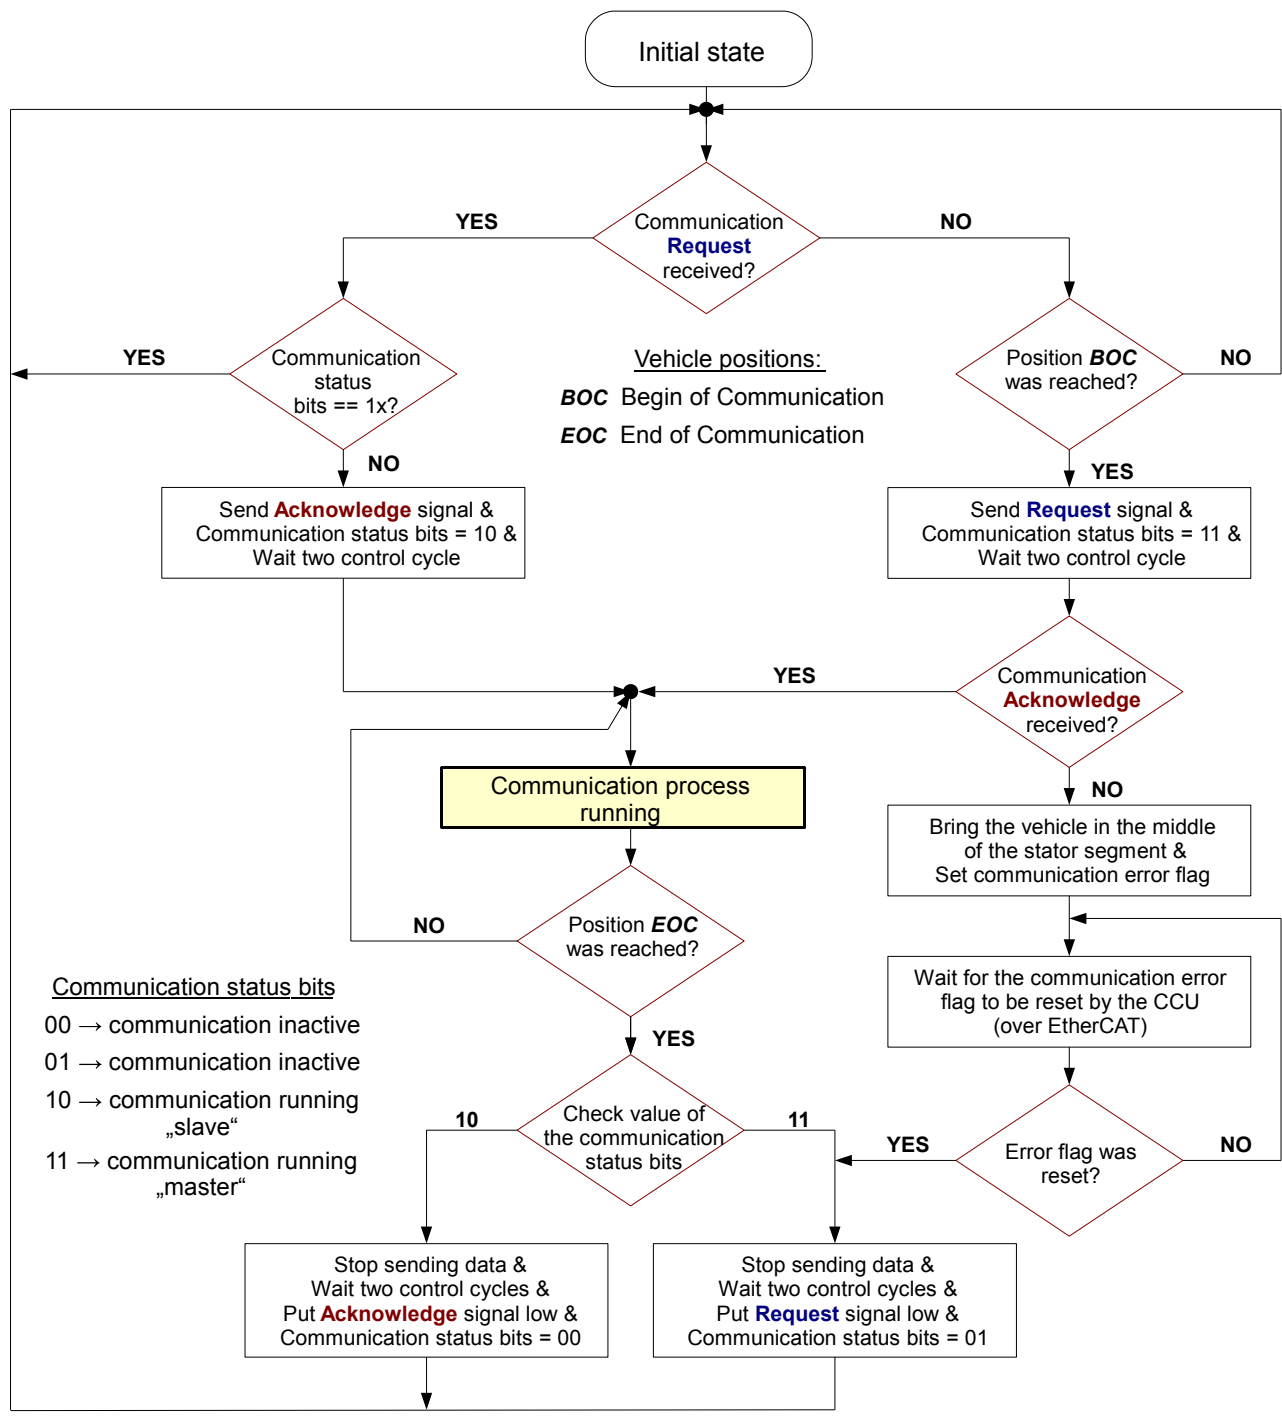 Initial state
YES
Communication
Request
received?
NO
YES
Communication
status
bits == 1x?
Vehicle positions:
BOC Begin of Communication
EOC End of Communication
Position BOC
was reached?
NO
NO
YES
Send Acknowledge signal &
Communication status bits = 10 &
Wait two control cycle
Send Request signal &
Communication status bits = 11 &
Wait two control cycle
YES
Communication
Acknowledge
received?
Communication process
running
NO
Bring the vehicle in the middle
of the stator segment &
Set communication error flag
NO
Position EOC
was reached?
Wait for the communication error
flag to be reset by the CCU
(over EtherCAT)
Communication status bits
00 → communication inactive
01 → communication inactive
10 → communication running
„slave“
11 → communication running
„master“
YES
10
Check value of
the communication
status bits
11
YES
Error flag was
reset?
NO
Stop sending data &
Wait two control cycles &
Put Acknowledge signal low &
Communication status bits = 00
Stop sending data &
Wait two control cycles &
Put Request signal low &
Communication status bits = 01